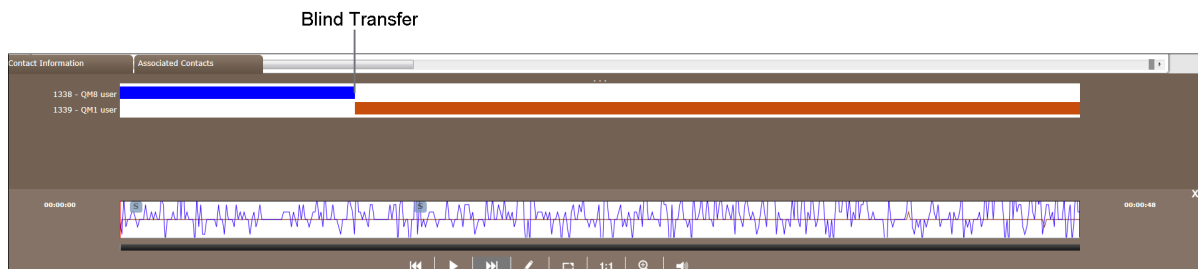 Blind Transfer
Contact Information
Associated Contacts
...
1338 - QM8 user
1339 - QM1 user
X
00:00:00
S
S
00:00:48
1:1